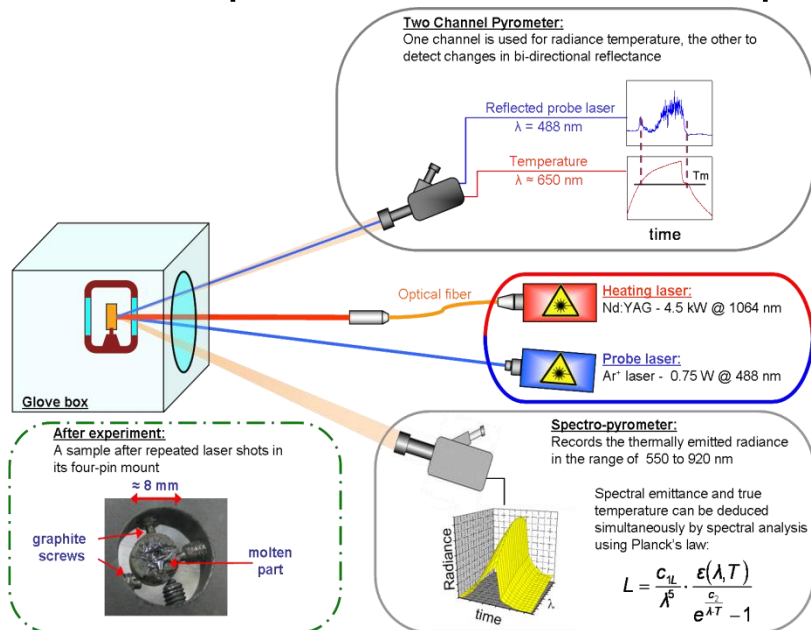 Two Channel Pyrometer:
One channel is used for radiance temperature, the other to
detect changes in bi-directional reflectance
Reflected probe laser
λ = 488 nm
Temperature
λ ≈ 650 nm
Tm
time
Optical fiber
Heating laser:
Nd:YAG - 4.5 kW @ 1064 nm
Probe laser:
Ar⁺ laser - 0.75 W @ 488 nm
Glove box
After experiment:
A sample after repeated laser shots in
its four-pin mount
≈ 8 mm
graphite
screws
molten
part
Spectro-pyrometer:
Records the thermally emitted radiance
in the range of 550 to 920 nm
Spectral emittance and true
temperature can be deduced
simultaneously by spectral analysis
using Planck's law:
Radiance
time
λ
L = c₁L/λ⁵ · ε(λ,T)/(e^(c₂/(λ·T)) − 1)